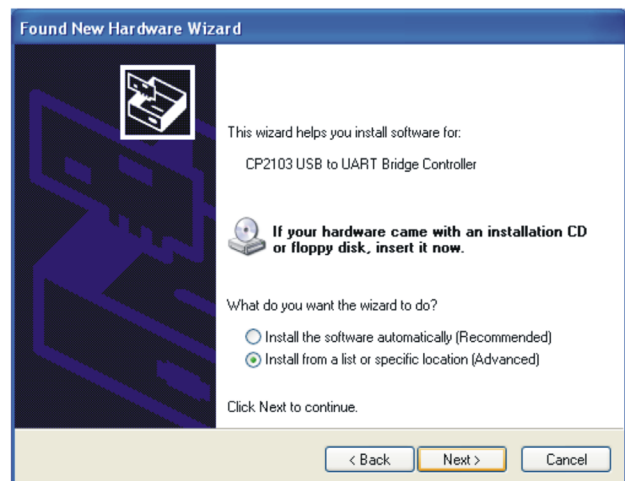 Found New Hardware Wizard
This wizard helps you install software for:
CP2103 USB to UART Bridge Controller
If your hardware came with an installation CD
or floppy disk, insert it now.
What do you want the wizard to do?
Install the software automatically (Recommended)
Install from a list or specific location (Advanced)
Click Next to continue.
< Back Next > Cancel